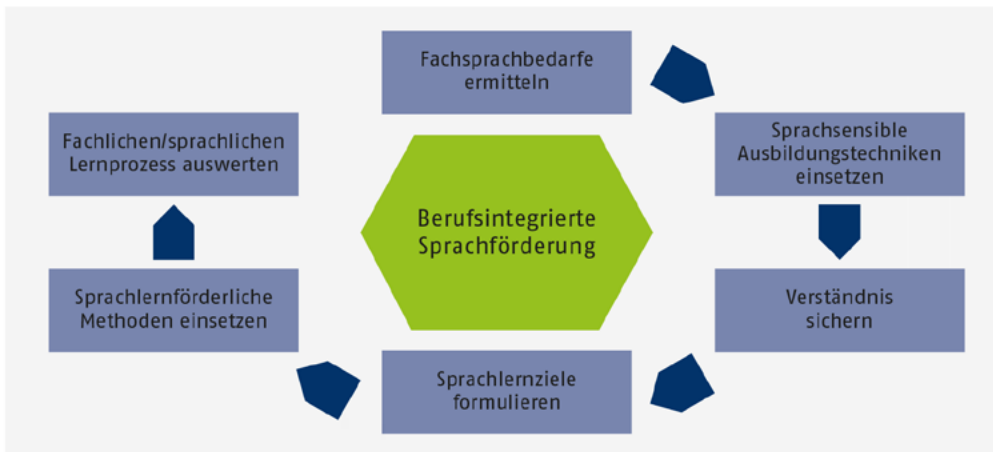 Fachsprachbedarfe
ermitteln
Sprachsensible
Ausbildungstechniken
einsetzen
Verständnis
sichern
Sprachlernziele
formulieren
Sprachlernförderliche
Methoden einsetzen
Fachlichen/sprachlichen
Lernprozess auswerten
Berufsintegrierte
Sprachförderung